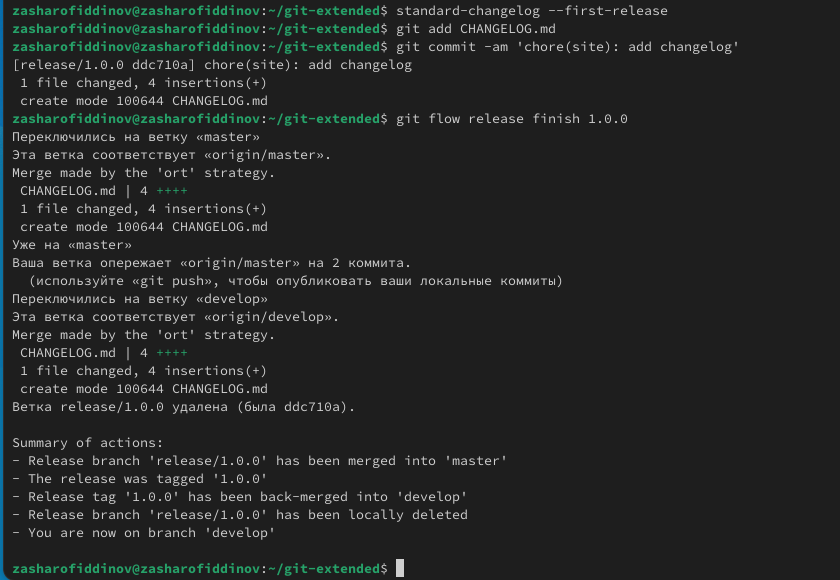 zasharofiddinov@zasharofiddinov:~/git-extended$ standard-changelog --first-release
zasharofiddinov@zasharofiddinov:~/git-extended$ git add CHANGELOG.md
zasharofiddinov@zasharofiddinov:~/git-extended$ git commit -am 'chore(site): add changelog'
[release/1.0.0 ddc710a] chore(site): add changelog
 1 file changed, 4 insertions(+)
 create mode 100644 CHANGELOG.md
zasharofiddinov@zasharofiddinov:~/git-extended$ git flow release finish 1.0.0
Переключились на ветку «master»
Эта ветка соответствует «origin/master».
Merge made by the 'ort' strategy.
 CHANGELOG.md | 4 ++++
 1 file changed, 4 insertions(+)
 create mode 100644 CHANGELOG.md
Уже на «master»
Ваша ветка опережает «origin/master» на 2 коммита.
  (используйте «git push», чтобы опубликовать ваши локальные коммиты)
Переключились на ветку «develop»
Эта ветка соответствует «origin/develop».
Merge made by the 'ort' strategy.
 CHANGELOG.md | 4 ++++
 1 file changed, 4 insertions(+)
 create mode 100644 CHANGELOG.md
Ветка release/1.0.0 удалена (была ddc710a).

Summary of actions:
- Release branch 'release/1.0.0' has been merged into 'master'
- The release was tagged '1.0.0'
- Release tag '1.0.0' has been back-merged into 'develop'
- Release branch 'release/1.0.0' has been locally deleted
- You are now on branch 'develop'

zasharofiddinov@zasharofiddinov:~/git-extended$